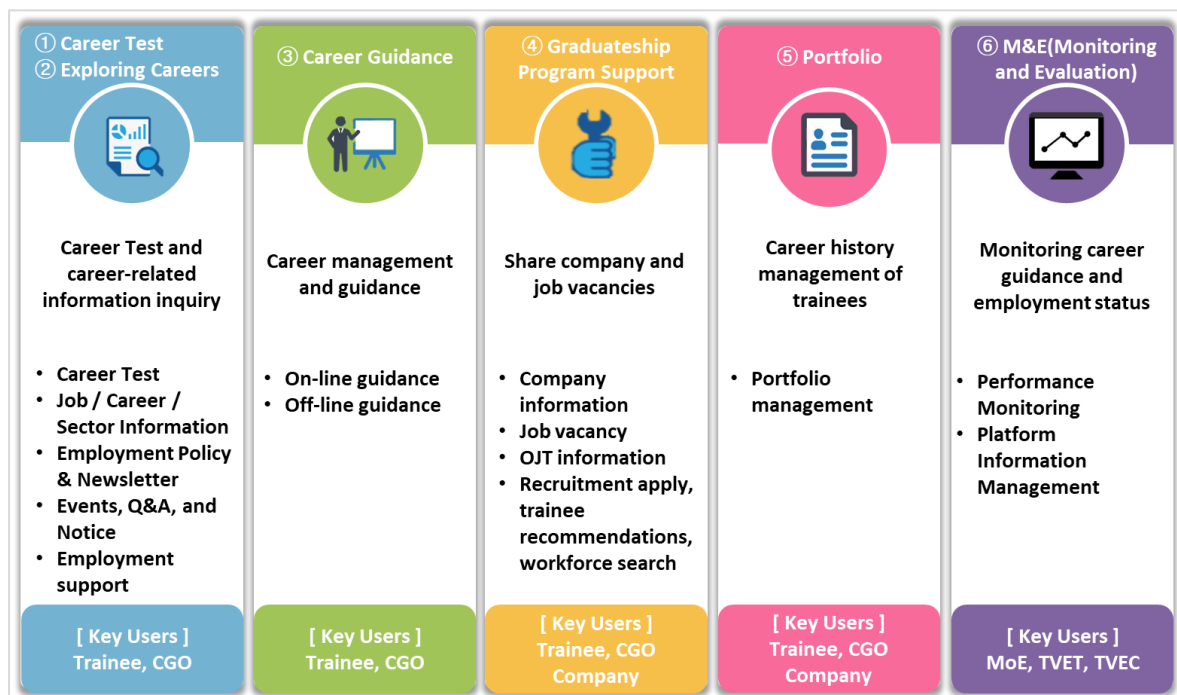 ① Career Test
② Exploring Careers
Career Test and
career-related
information inquiry
• Career Test
• Job / Career /
Sector Information
• Employment Policy
& Newsletter
• Events, Q&A, and
Notice
• Employment
support
[ Key Users ]
Trainee, CGO
③ Career Guidance
Career management
and guidance
• On-line guidance
• Off-line guidance
[ Key Users ]
Trainee, CGO
④ Graduateship
Program Support
Share company and
job vacancies
• Company
information
• Job vacancy
• OJT information
• Recruitment apply,
trainee
recommendations,
workforce search
[ Key Users ]
Trainee, CGO
Company
⑤ Portfolio
Career history
management of
trainees
• Portfolio
management
[ Key Users ]
Trainee, CGO
Company
⑥ M&E(Monitoring
and Evaluation)
Monitoring career
guidance and
employment status
• Performance
Monitoring
• Platform
Information
Management
[ Key Users ]
MoE, TVET, TVEC